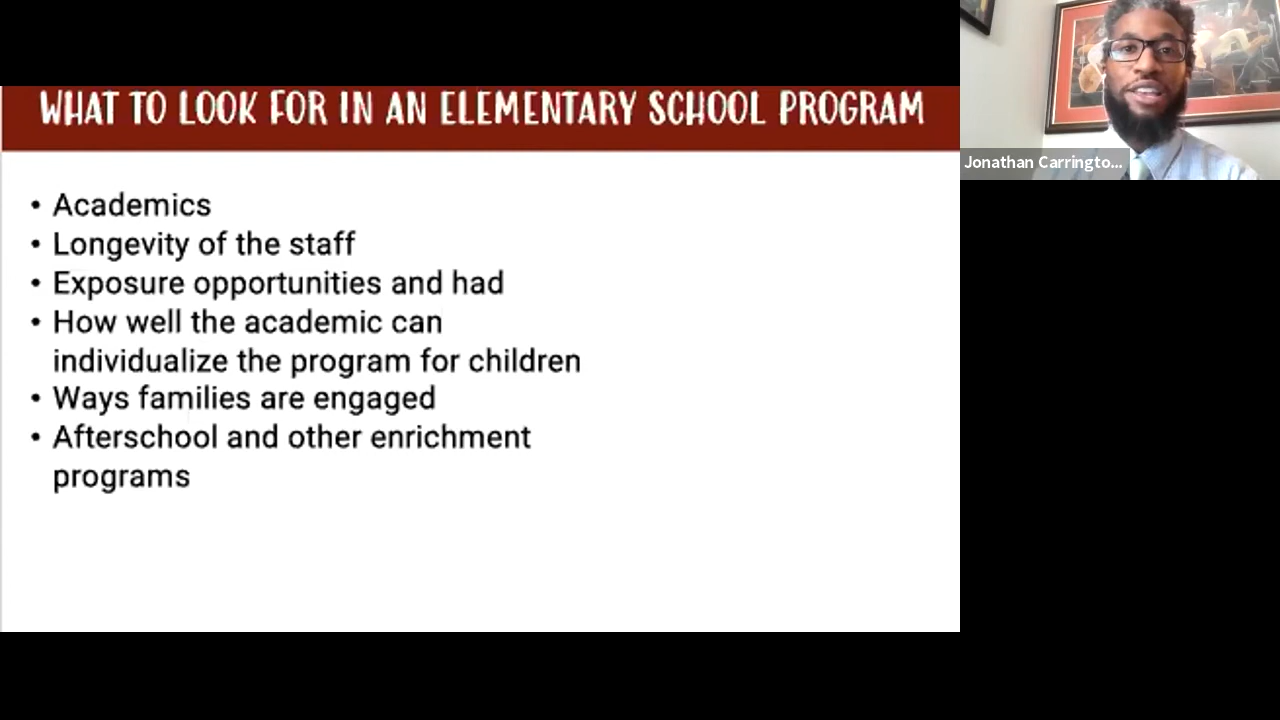 WHAT TO LOOK FOR IN AN ELEMENTARY SCHOOL PROGRAM
• Academics
• Longevity of the staff
• Exposure opportunities and had
• How well the academic can
individualize the program for children
• Ways families are engaged
• Afterschool and other enrichment
programs
Jonathan Carringto...